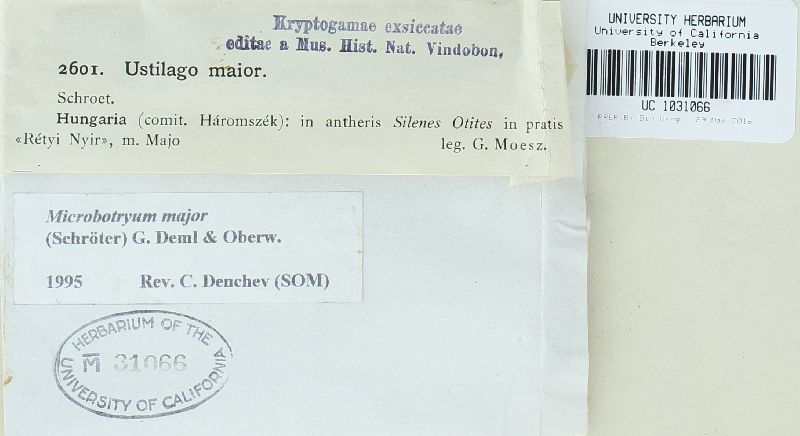 Kryptogamae exsiccatae
editae a Mus. Hist. Nat. Vindobon.
2601. Ustilago maior.
Schroet.
Hungaria (comit. Háromszék): in antheris Silenes Otites in pratis
«Rétyi Nyir», m. Majo leg. G. Moesz.
UNIVERSITY HERBARIUM
University of California
Berkeley
UC 1031066
Microbotryum major
(Schröter) G. Deml & Oberw.
1995 Rev. C. Denchev (SOM)
HERBARIUM OF THE
M 31066
UNIVERSITY OF CALIFORNIA